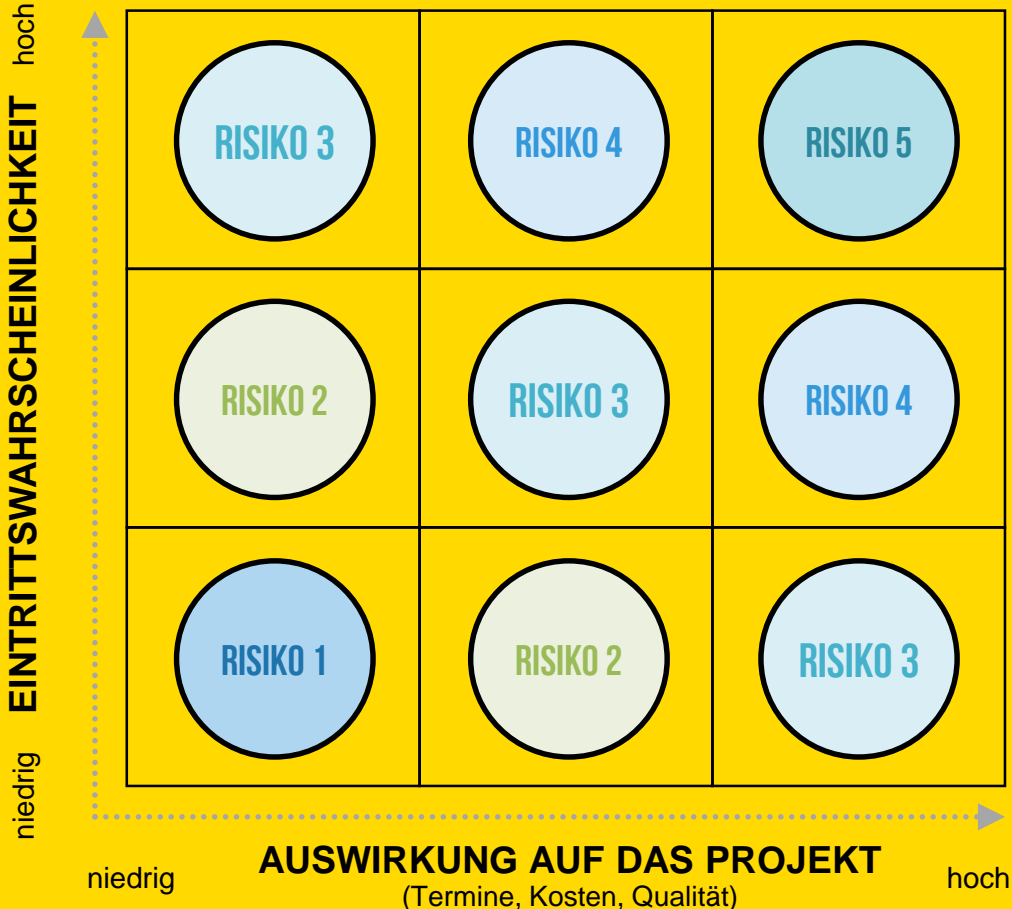 hoch
EINTRITTSWAHRSCHEINLICHKEIT
niedrig
RISIKO 3
RISIKO 4
RISIKO 5
RISIKO 2
RISIKO 3
RISIKO 4
RISIKO 1
RISIKO 2
RISIKO 3
niedrig
AUSWIRKUNG AUF DAS PROJEKT
(Termine, Kosten, Qualität)
hoch